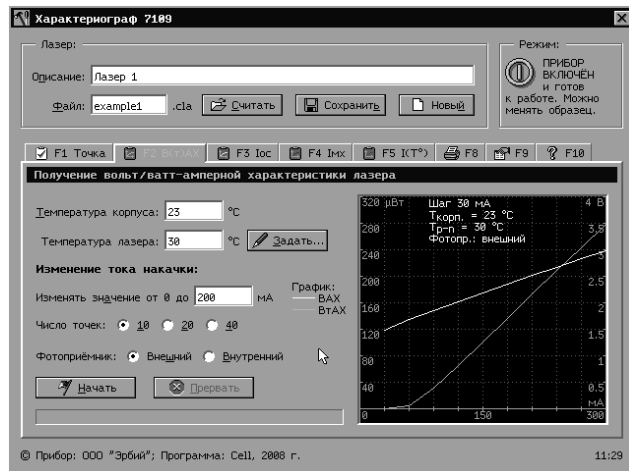 Характериограф 7109
Лазер:
Описание: Лазер 1
Файл: example1 .cla Считать Сохранить Новый
Режим:
ПРИБОР
ВКЛЮЧЁН
и готов
к работе. Можно
менять образец.
F1 Точка F2 В(т)АХ F3 Iос F4 Iмх F5 I(T°) F8 F9 F10
Получение вольт/ватт-амперной характеристики лазера
Температура корпуса: 23 °C
Температура лазера: 30 °C Задать...
Изменение тока накачки:
Изменять значение от 0 до 200 мА
Число точек: 10 20 40
Фотоприёмник: Внешний Внутренний
Начать Прервать
График:
ВАХ
ВтАХ
320 µВт 4 В
Шаг 30 мА
Tкорп. = 23 °C
Tp-n = 30 °C
Фотопр.: внешний
280 3,5
240 3
200 2.5
160 2
120 1.5
80 1
40 0.5
мА
0 150 300
© Прибор: ООО "Эрбий"; Программа: Cell, 2008 г. 11:29